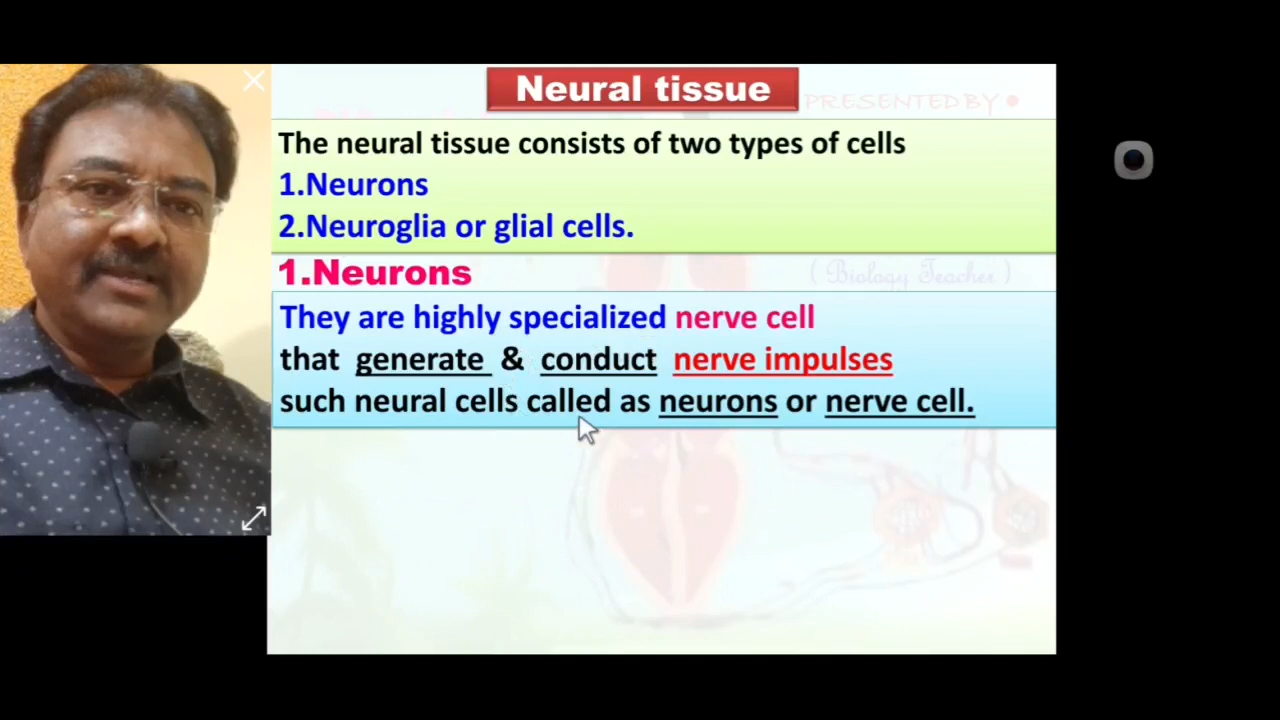 Neural tissue
PRESENTED BY
The neural tissue consists of two types of cells
1.Neurons
2.Neuroglia or glial cells.
1.Neurons
( Biology Teacher )
They are highly specialized nerve cell
that generate & conduct nerve impulses
such neural cells called as neurons or nerve cell.